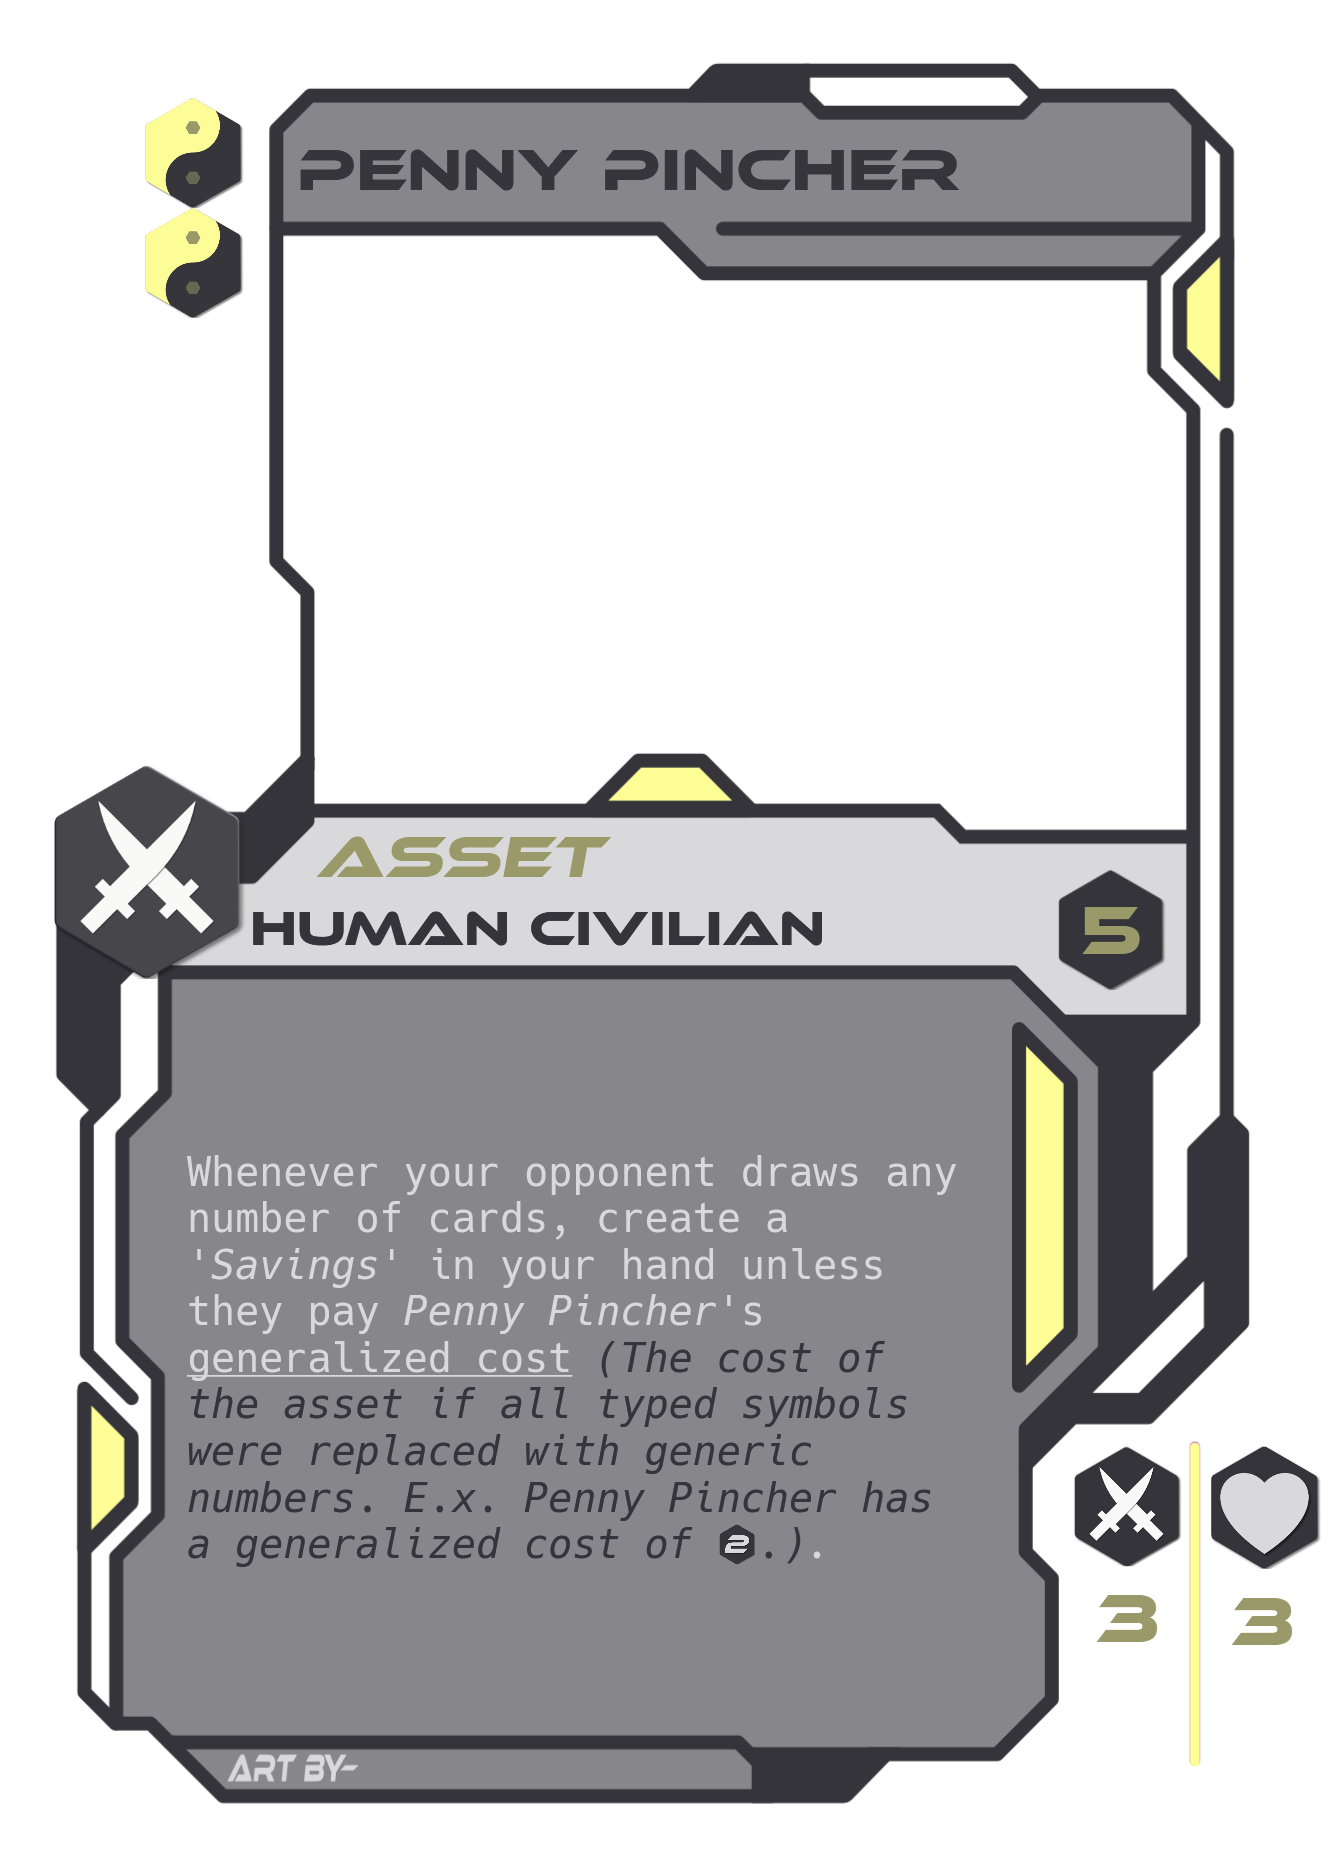 PENNY PINCHER
ASSET
HUMAN CIVILIAN
5
Whenever your opponent draws any
number of cards, create a
'Savings' in your hand unless
they pay Penny Pincher's
generalized cost (The cost of
the asset if all typed symbols
were replaced with generic
numbers. E.x. Penny Pincher has
a generalized cost of 2.).
3
3
ART BY-